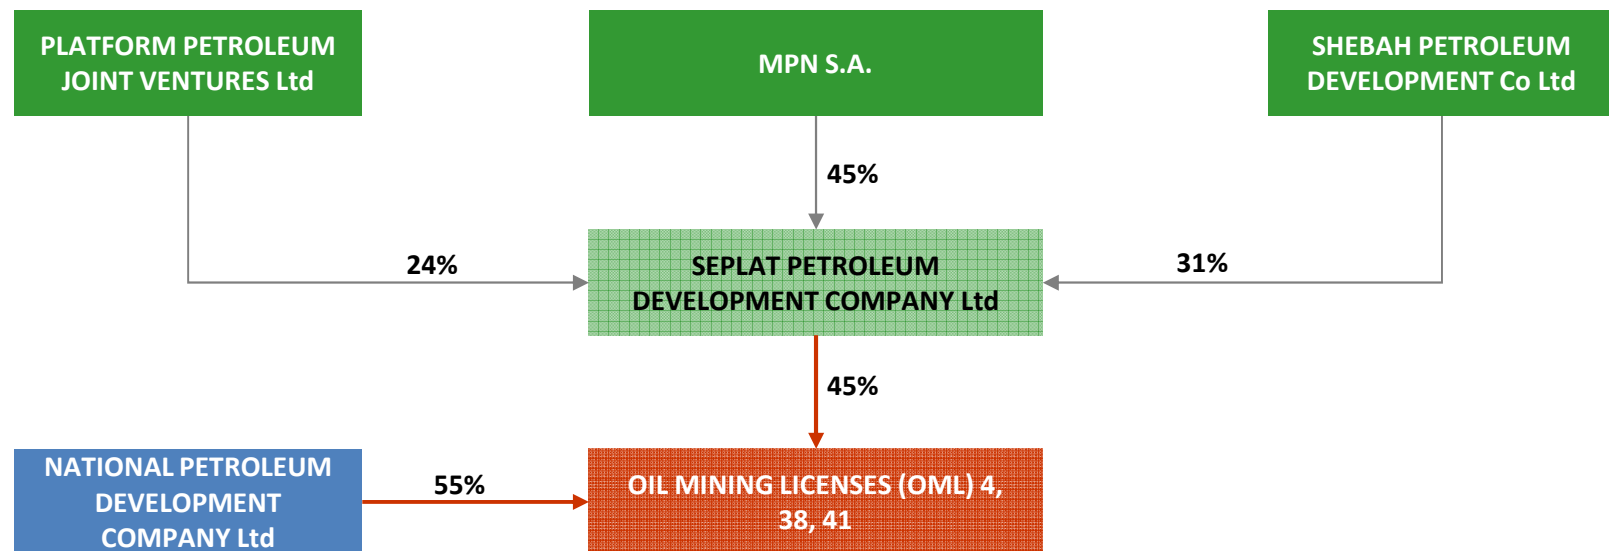 PLATFORM PETROLEUM
JOINT VENTURES Ltd
MPN S.A.
SHEBAH PETROLEUM
DEVELOPMENT Co Ltd
45%
24%
SEPLAT PETROLEUM
DEVELOPMENT COMPANY Ltd
31%
45%
NATIONAL PETROLEUM
DEVELOPMENT
COMPANY Ltd
55%
OIL MINING LICENSES (OML) 4,
38, 41